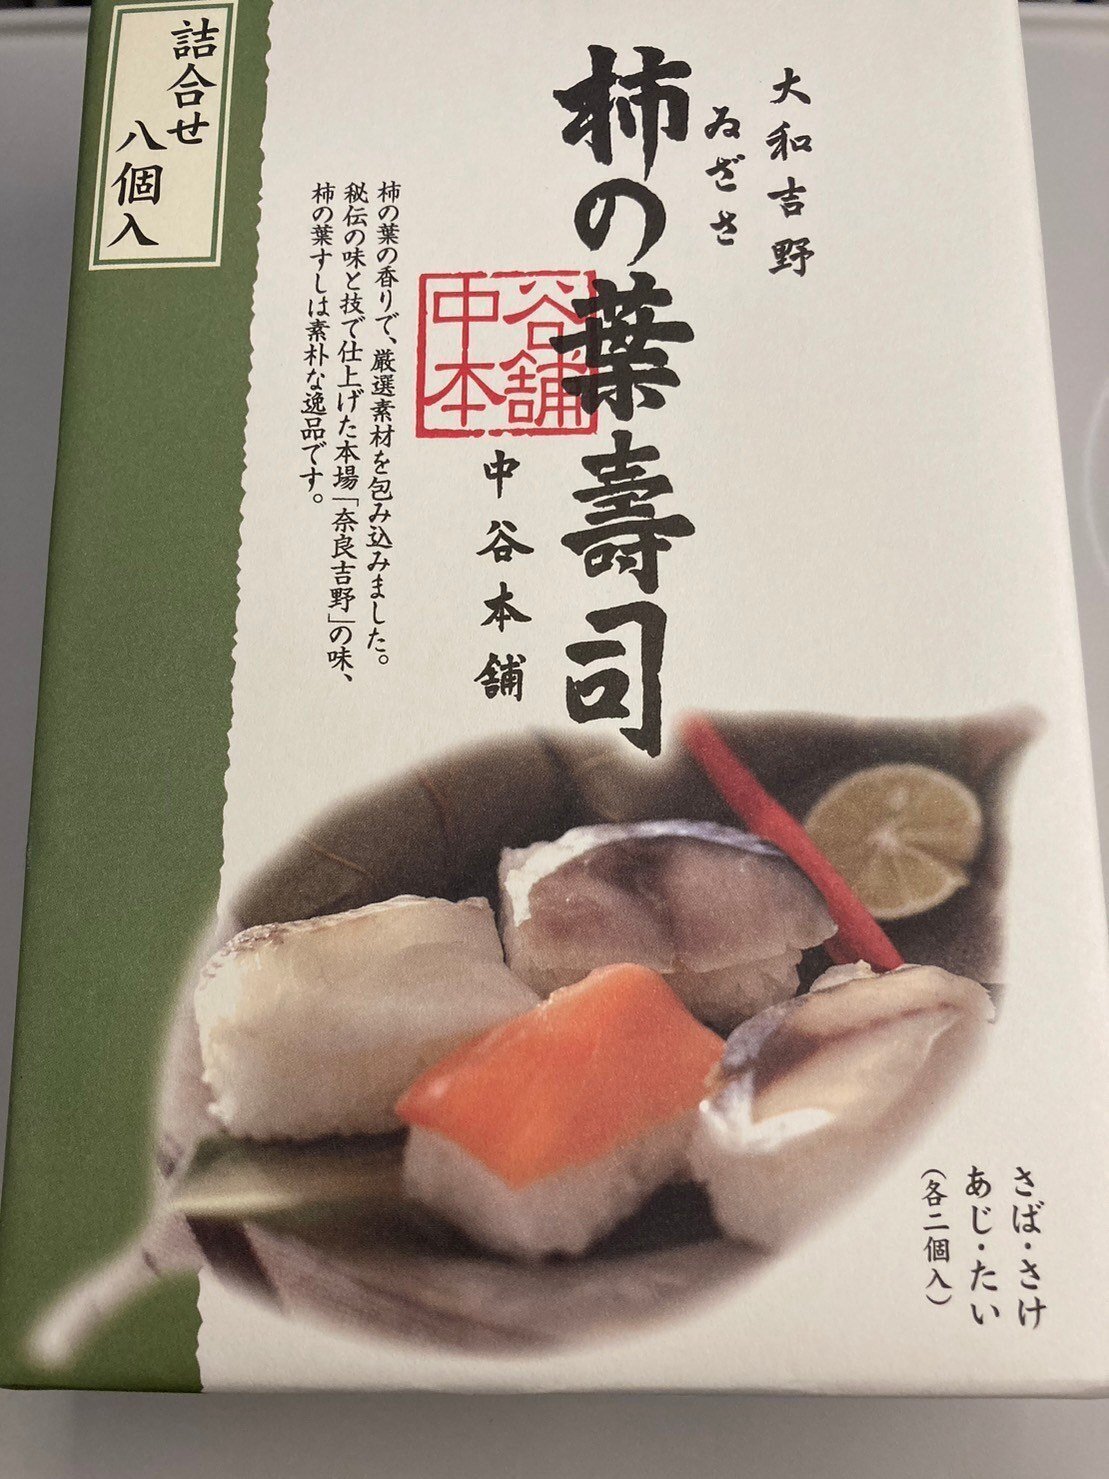 大和吉野
ゐざさ
柿の葉壽司
谷舗
中本
中谷本舗
柿の葉の香りで、厳選素材を包み込みました。
秘伝の味と技で仕上げた本場「奈良吉野」の味、
柿の葉すしは素朴な逸品です。
詰合せ
八個入
さば・さけ
あじ・たい
（各二個入）